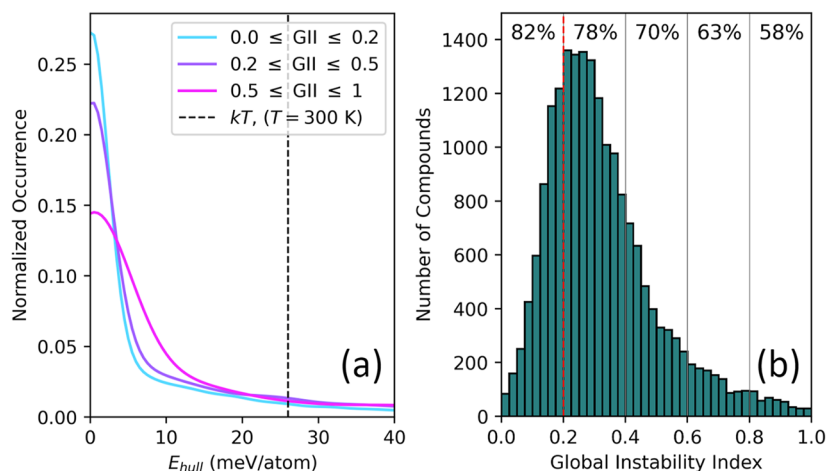 0.0 ≤ GII ≤ 0.2
0.2 ≤ GII ≤ 0.5
0.5 ≤ GII ≤ 1
kT, (T = 300 K)
0.25
0.20
0.15
0.10
0.05
0.00
Normalized Occurrence
(a)
0 10 20 30 40
E_hull (meV/atom)
82% 78% 70% 63% 58%
1400
1200
1000
800
600
400
200
0
Number of Compounds
(b)
0.0 0.2 0.4 0.6 0.8 1.0
Global Instability Index